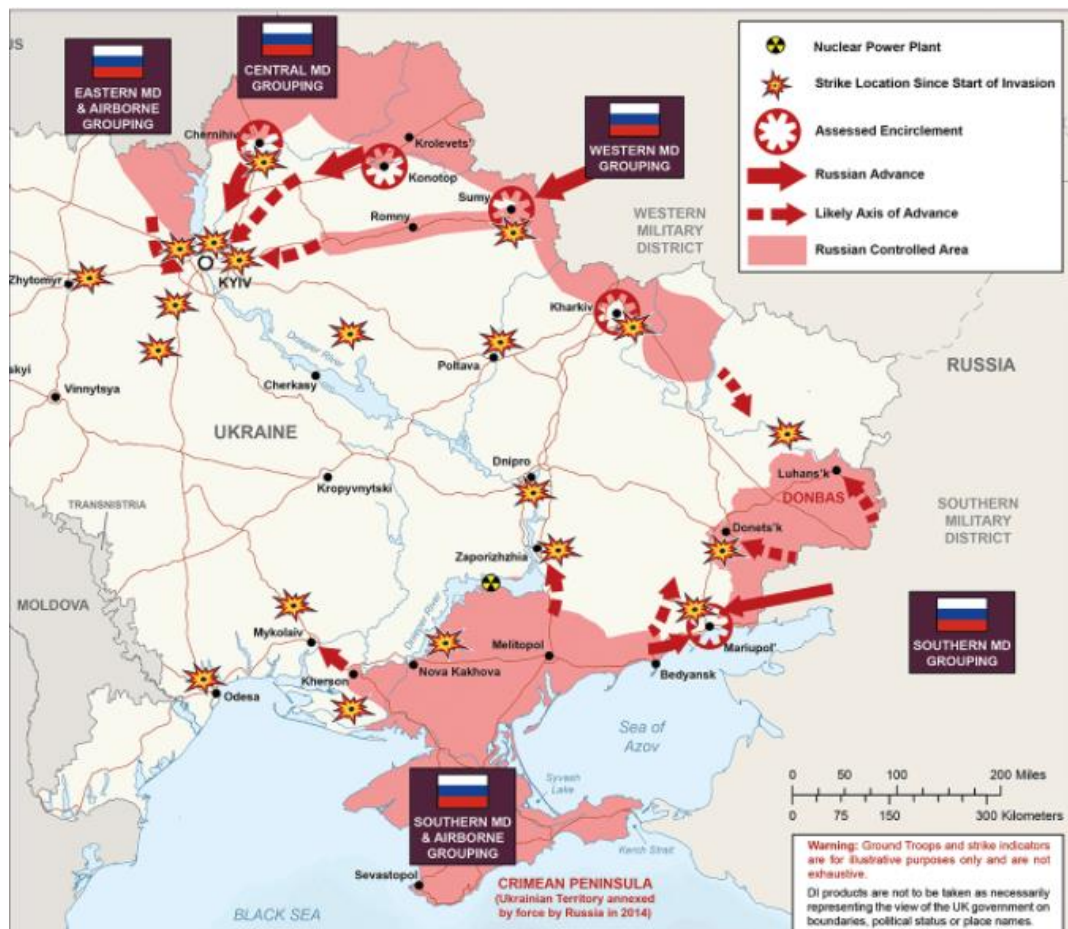 US
EASTERN MD
& AIRBORNE
GROUPING
CENTRAL MD
GROUPING
WESTERN MD
GROUPING
Nuclear Power Plant
Strike Location Since Start of Invasion
Assessed Encirclement
Russian Advance
Likely Axis of Advance
Russian Controlled Area
Chernihiv
Krolevets'
Konotop
Sumy
Romny
WESTERN
MILITARY
DISTRICT
Zhytomyr
KYIV
Kharkiv
Dnieper River
Poltava
skyi
Vinnytsya
Cherkasy
RUSSIA
UKRAINE
Dnipro
Luhans'k
Kropyvnytski
DONBAS
TRANSNISTRIA
SOUTHERN
MILITARY
DISTRICT
Donets'k
Zaporizhzhia
MOLDOVA
Dnieper River
Mykolaiv
Melitopol
Mariupol'
SOUTHERN MD
GROUPING
Kherson
Nova Kakhova
Bedyansk
Odesa
Sea of
Azov
Syvash
Lake
0 50 100 200 Miles
0 75 150 300 Kilometers
SOUTHERN MD
& AIRBORNE
GROUPING
Kerch Strait
Sevastopol
CRIMEAN PENINSULA
(Ukrainian Territory annexed
by force by Russia in 2014)
BLACK SEA
Warning: Ground Troops and strike indicators
are for illustrative purposes only and are not
exhaustive.
DI products are not to be taken as necessarily
representing the view of the UK government on
boundaries, political status or place names.